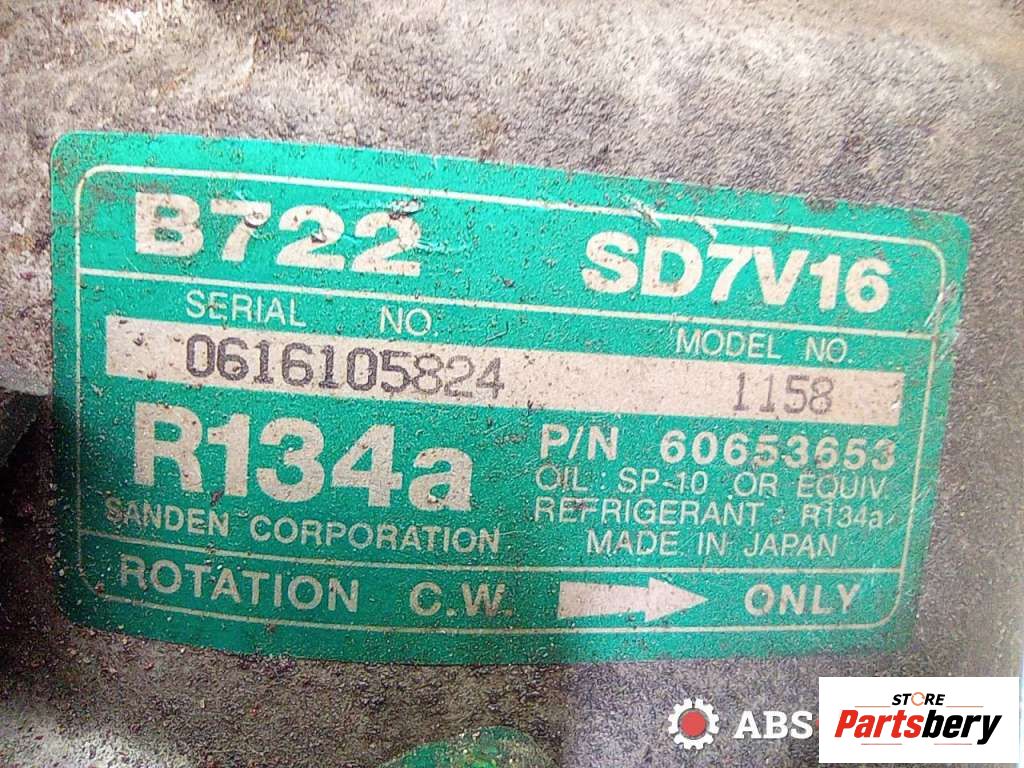 B722 SD7V16
SERIAL NO. MODEL NO.
0616105824 1158
R134a P/N 60653653
OIL : SP-10 OR EQUIV
REFRIGERANT : R134a
SANDEN CORPORATION MADE IN JAPAN
ROTATION C.W. ONLY
ABS
STORE
Partsbery